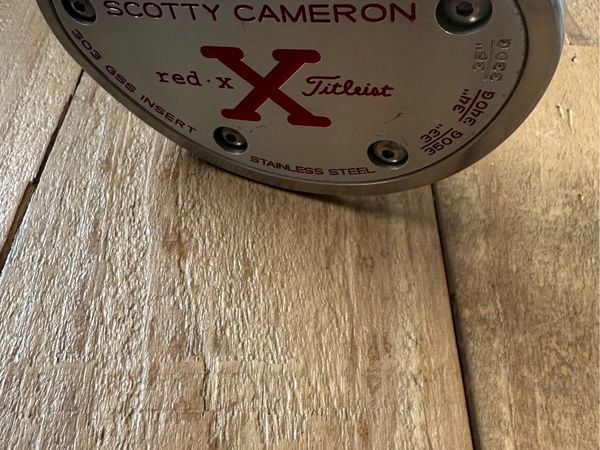 SCOTTY CAMERON
red·x X Titleist
303 GSS INSERT
STAINLESS STEEL
33"
350G
34"
340G
35"
330G